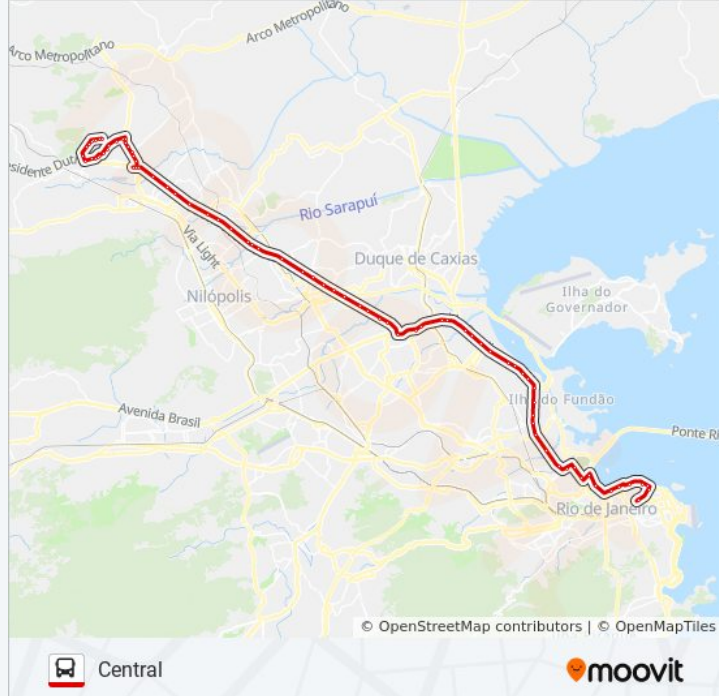 Arco Metropolitano
Arco Metropolitano
esidente Dut
Rio Sarapuí
Via Light
Duque de Caxias
Nilópolis
Ilha do
Governador
Avenida Brasil
Ilha do Fundão
Ponte Ri
Rio de Janeiro
© OpenStreetMap contributors | © OpenMapTiles
Central
moovit